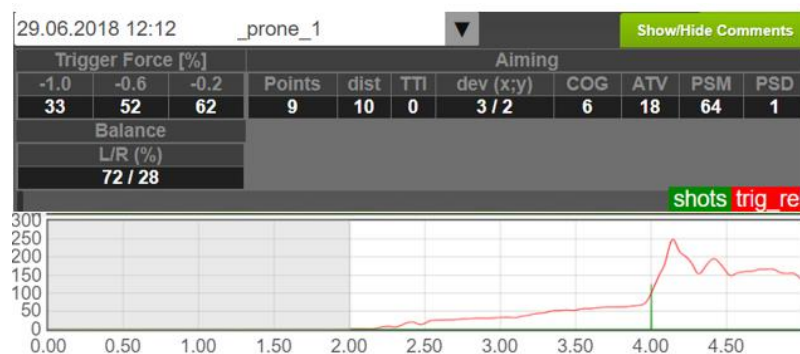 29.06.2018 12:12 _prone_1 ▼ Show/Hide Comments
Trigger Force [%] Aiming
-1.0 -0.6 -0.2 Points dist TTI dev (x;y) COG ATV PSM PSD
33 52 62 9 10 0 3 / 2 6 18 64 1
Balance
L/R (%)
72 / 28
shots trig_re
300
250
200
150
100
50
0
0.00 0.50 1.00 1.50 2.00 2.50 3.00 3.50 4.00 4.50